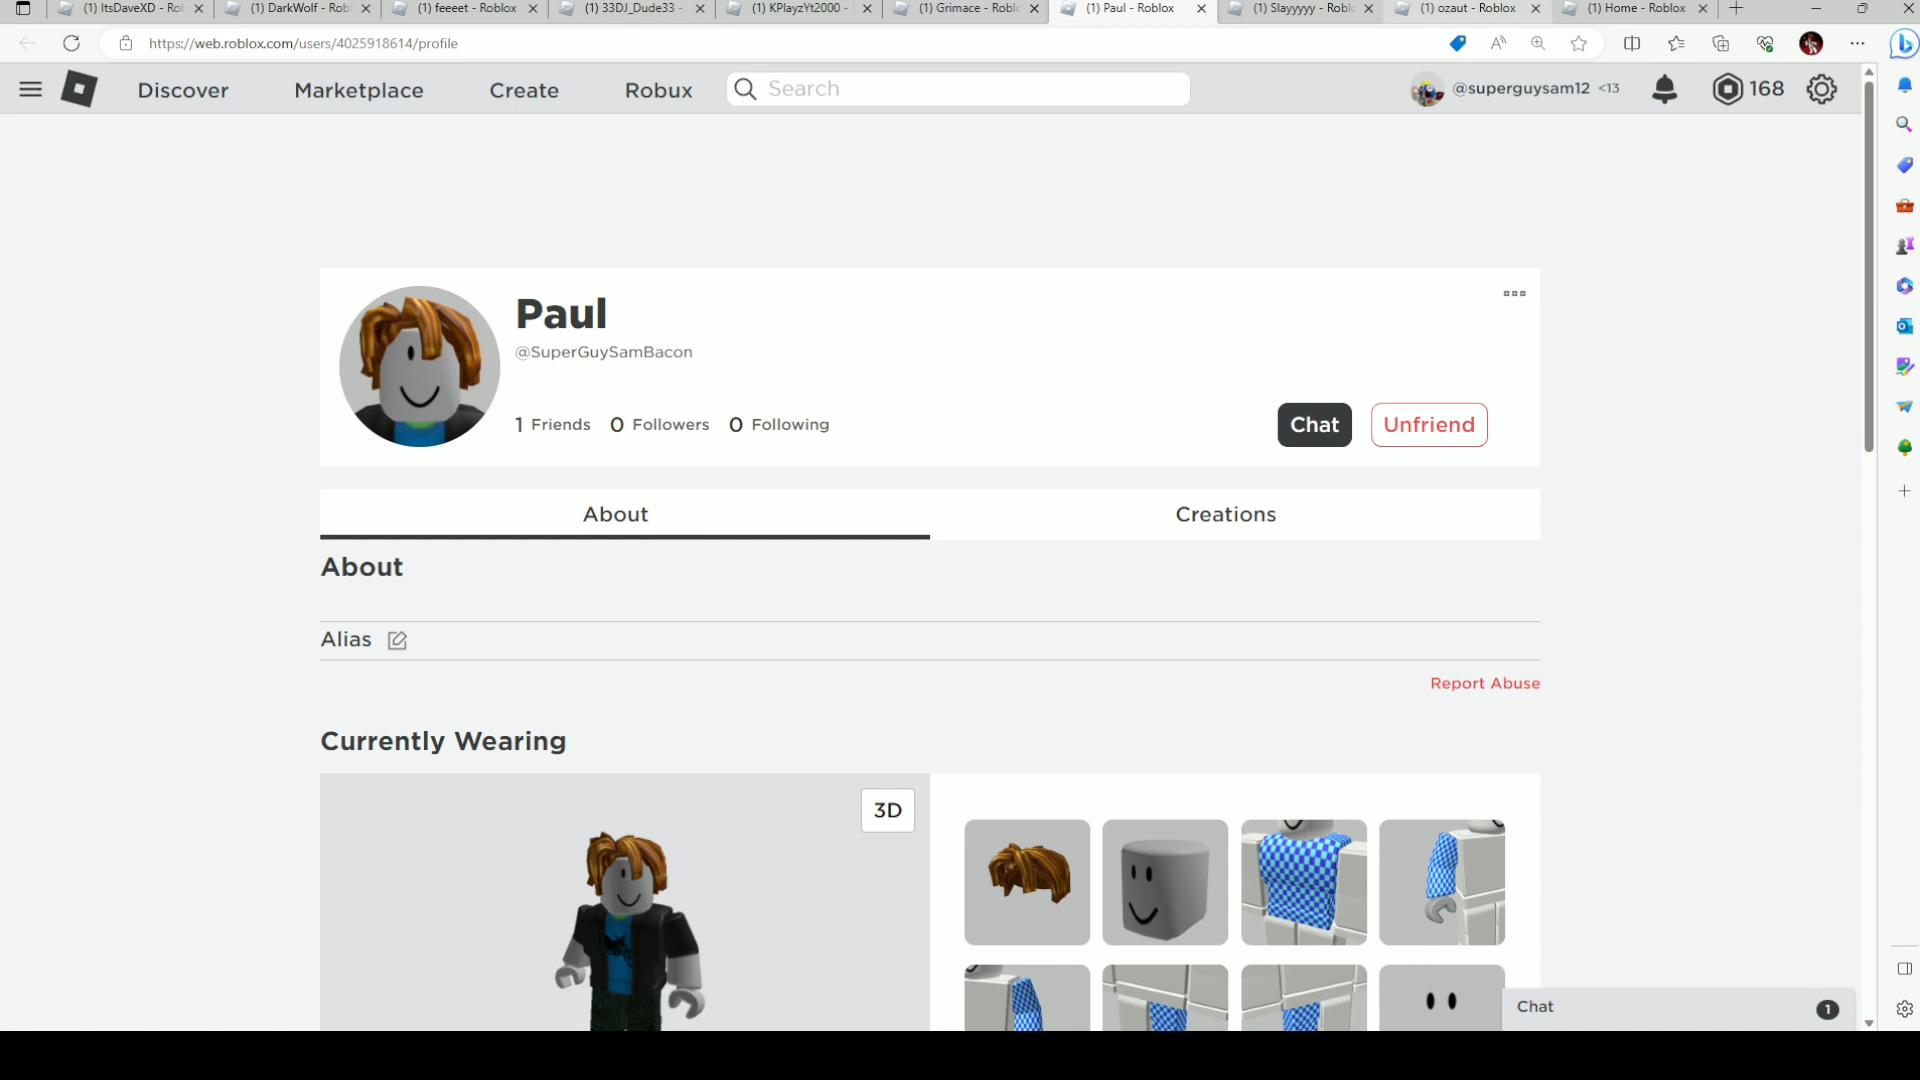 (1) ItsDaveXD - Ro
(1) DarkWolf - Rob
(1) feeeet - Roblox
(1) 33DJ_Dude33 -
(1) KPlayzYt2000 -
(1) Grimace - Roblo
(1) Paul - Roblox
(1) Slayyyyy - Roblo
(1) ozaut - Roblox
(1) Home - Roblox
https://web.roblox.com/users/4025918614/profile
Discover
Marketplace
Create
Robux
Search
@superguysam12 <13
168
Paul
@SuperGuySamBacon
1 Friends 0 Followers 0 Following
Chat
Unfriend
About
Creations
About
Alias
Report Abuse
Currently Wearing
3D
Chat
1